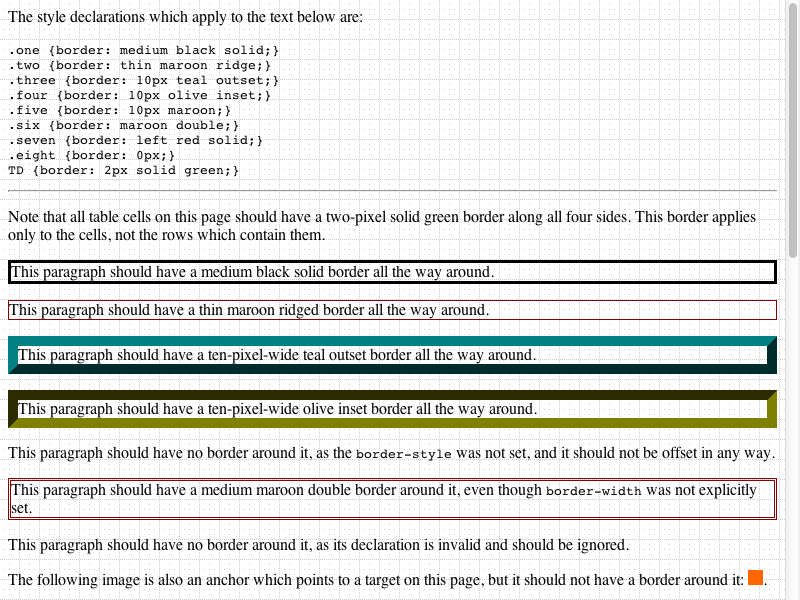 The style declarations which apply to the text below are:
.one {border: medium black solid;}
.two {border: thin maroon ridge;}
.three {border: 10px teal outset;}
.four {border: 10px olive inset;}
.five {border: 10px maroon;}
.six {border: maroon double;}
.seven {border: left red solid;}
.eight {border: 0px;}
TD {border: 2px solid green;}
Note that all table cells on this page should have a two-pixel solid green border along all four sides. This border applies
only to the cells, not the rows which contain them.
This paragraph should have a medium black solid border all the way around.
This paragraph should have a thin maroon ridged border all the way around.
This paragraph should have a ten-pixel-wide teal outset border all the way around.
This paragraph should have a ten-pixel-wide olive inset border all the way around.
This paragraph should have no border around it, as the border-style was not set, and it should not be offset in any way.
This paragraph should have a medium maroon double border around it, even though border-width was not explicitly
set.
This paragraph should have no border around it, as its declaration is invalid and should be ignored.
The following image is also an anchor which points to a target on this page, but it should not have a border around it: .